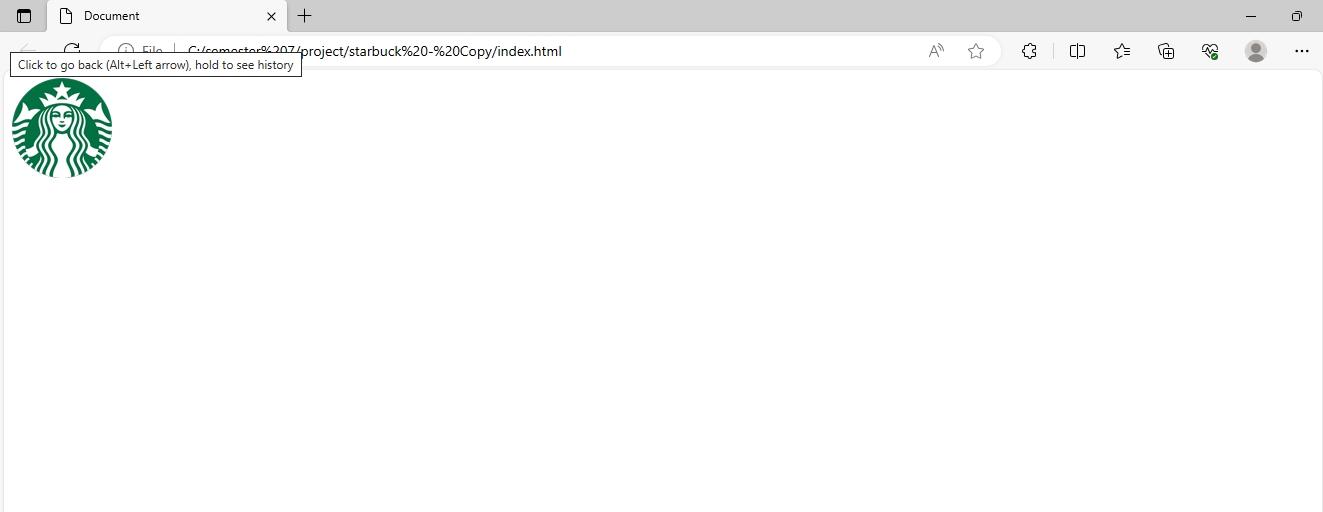 Document
File C:/semester%207/project/starbuck%20-%20Copy/index.html
Click to go back (Alt+Left arrow), hold to see history